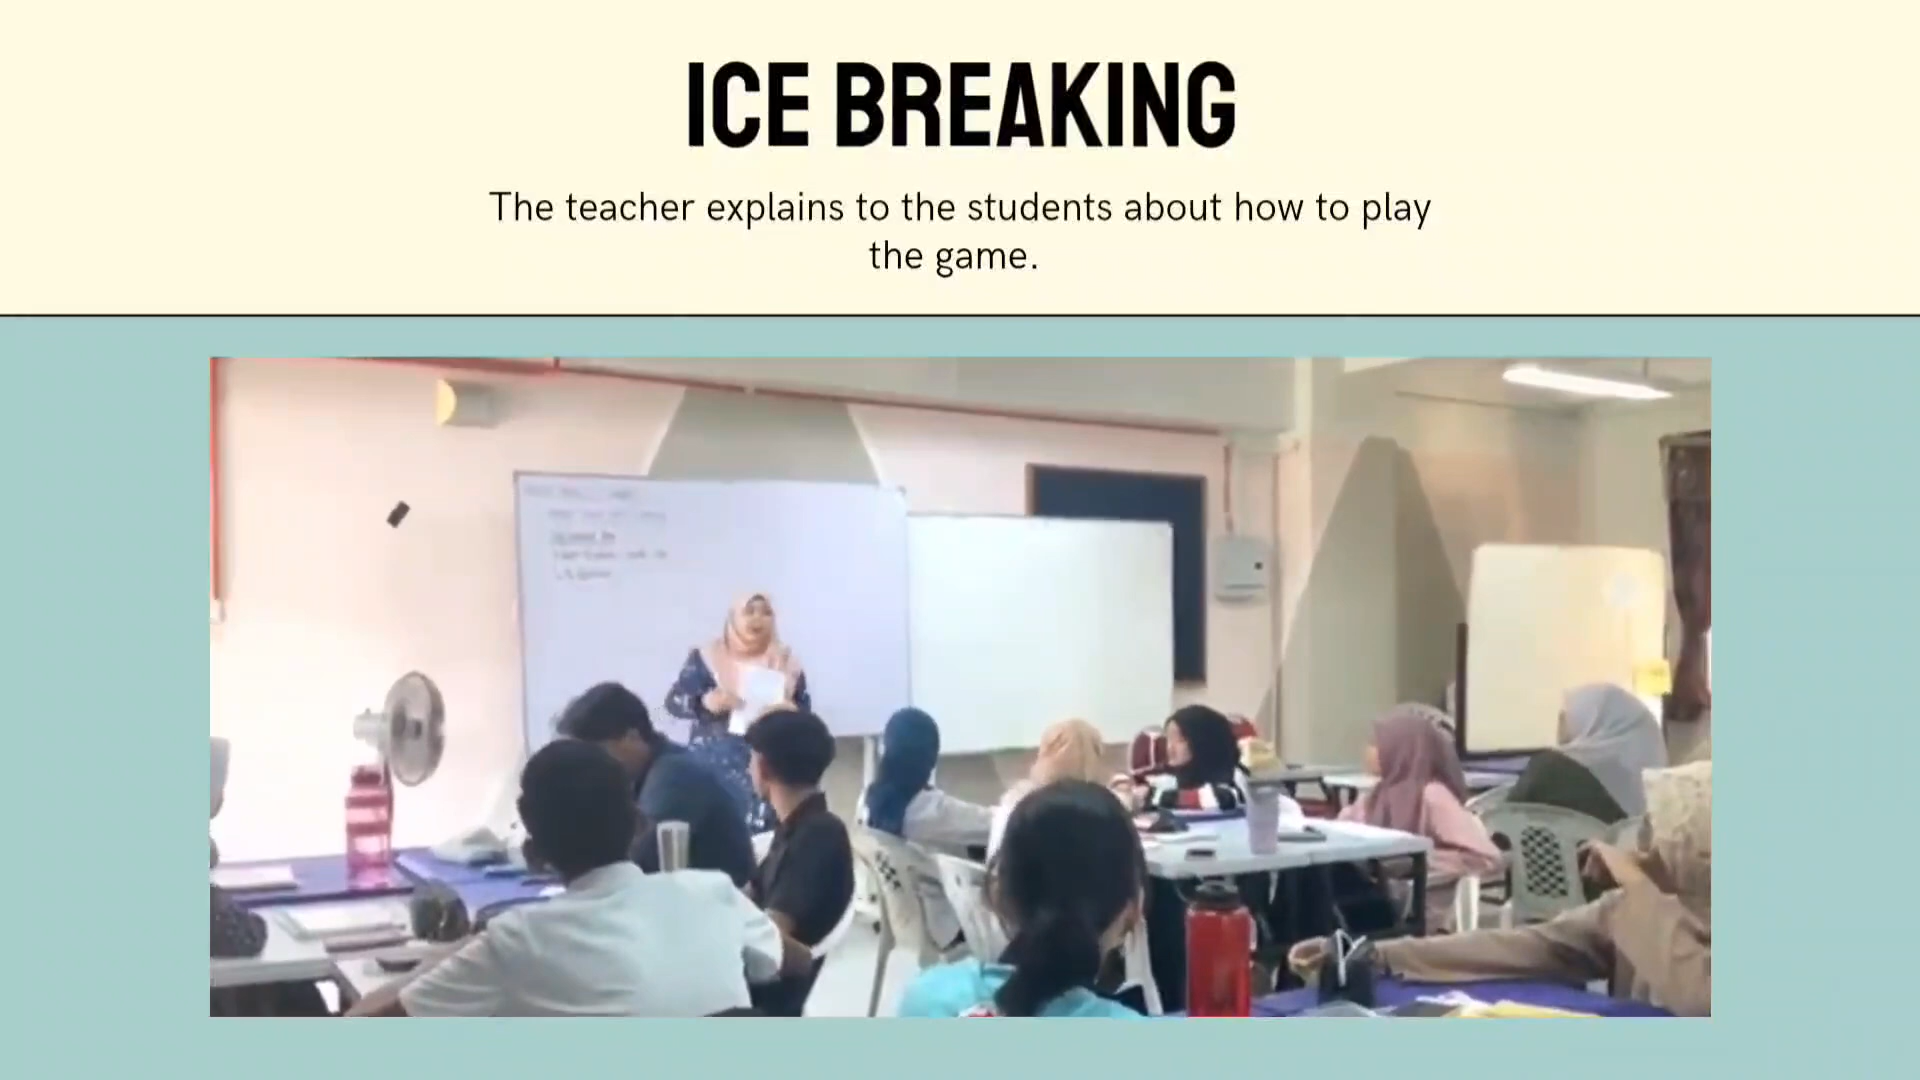 ICE BREAKING
The teacher explains to the students about how to play
the game.